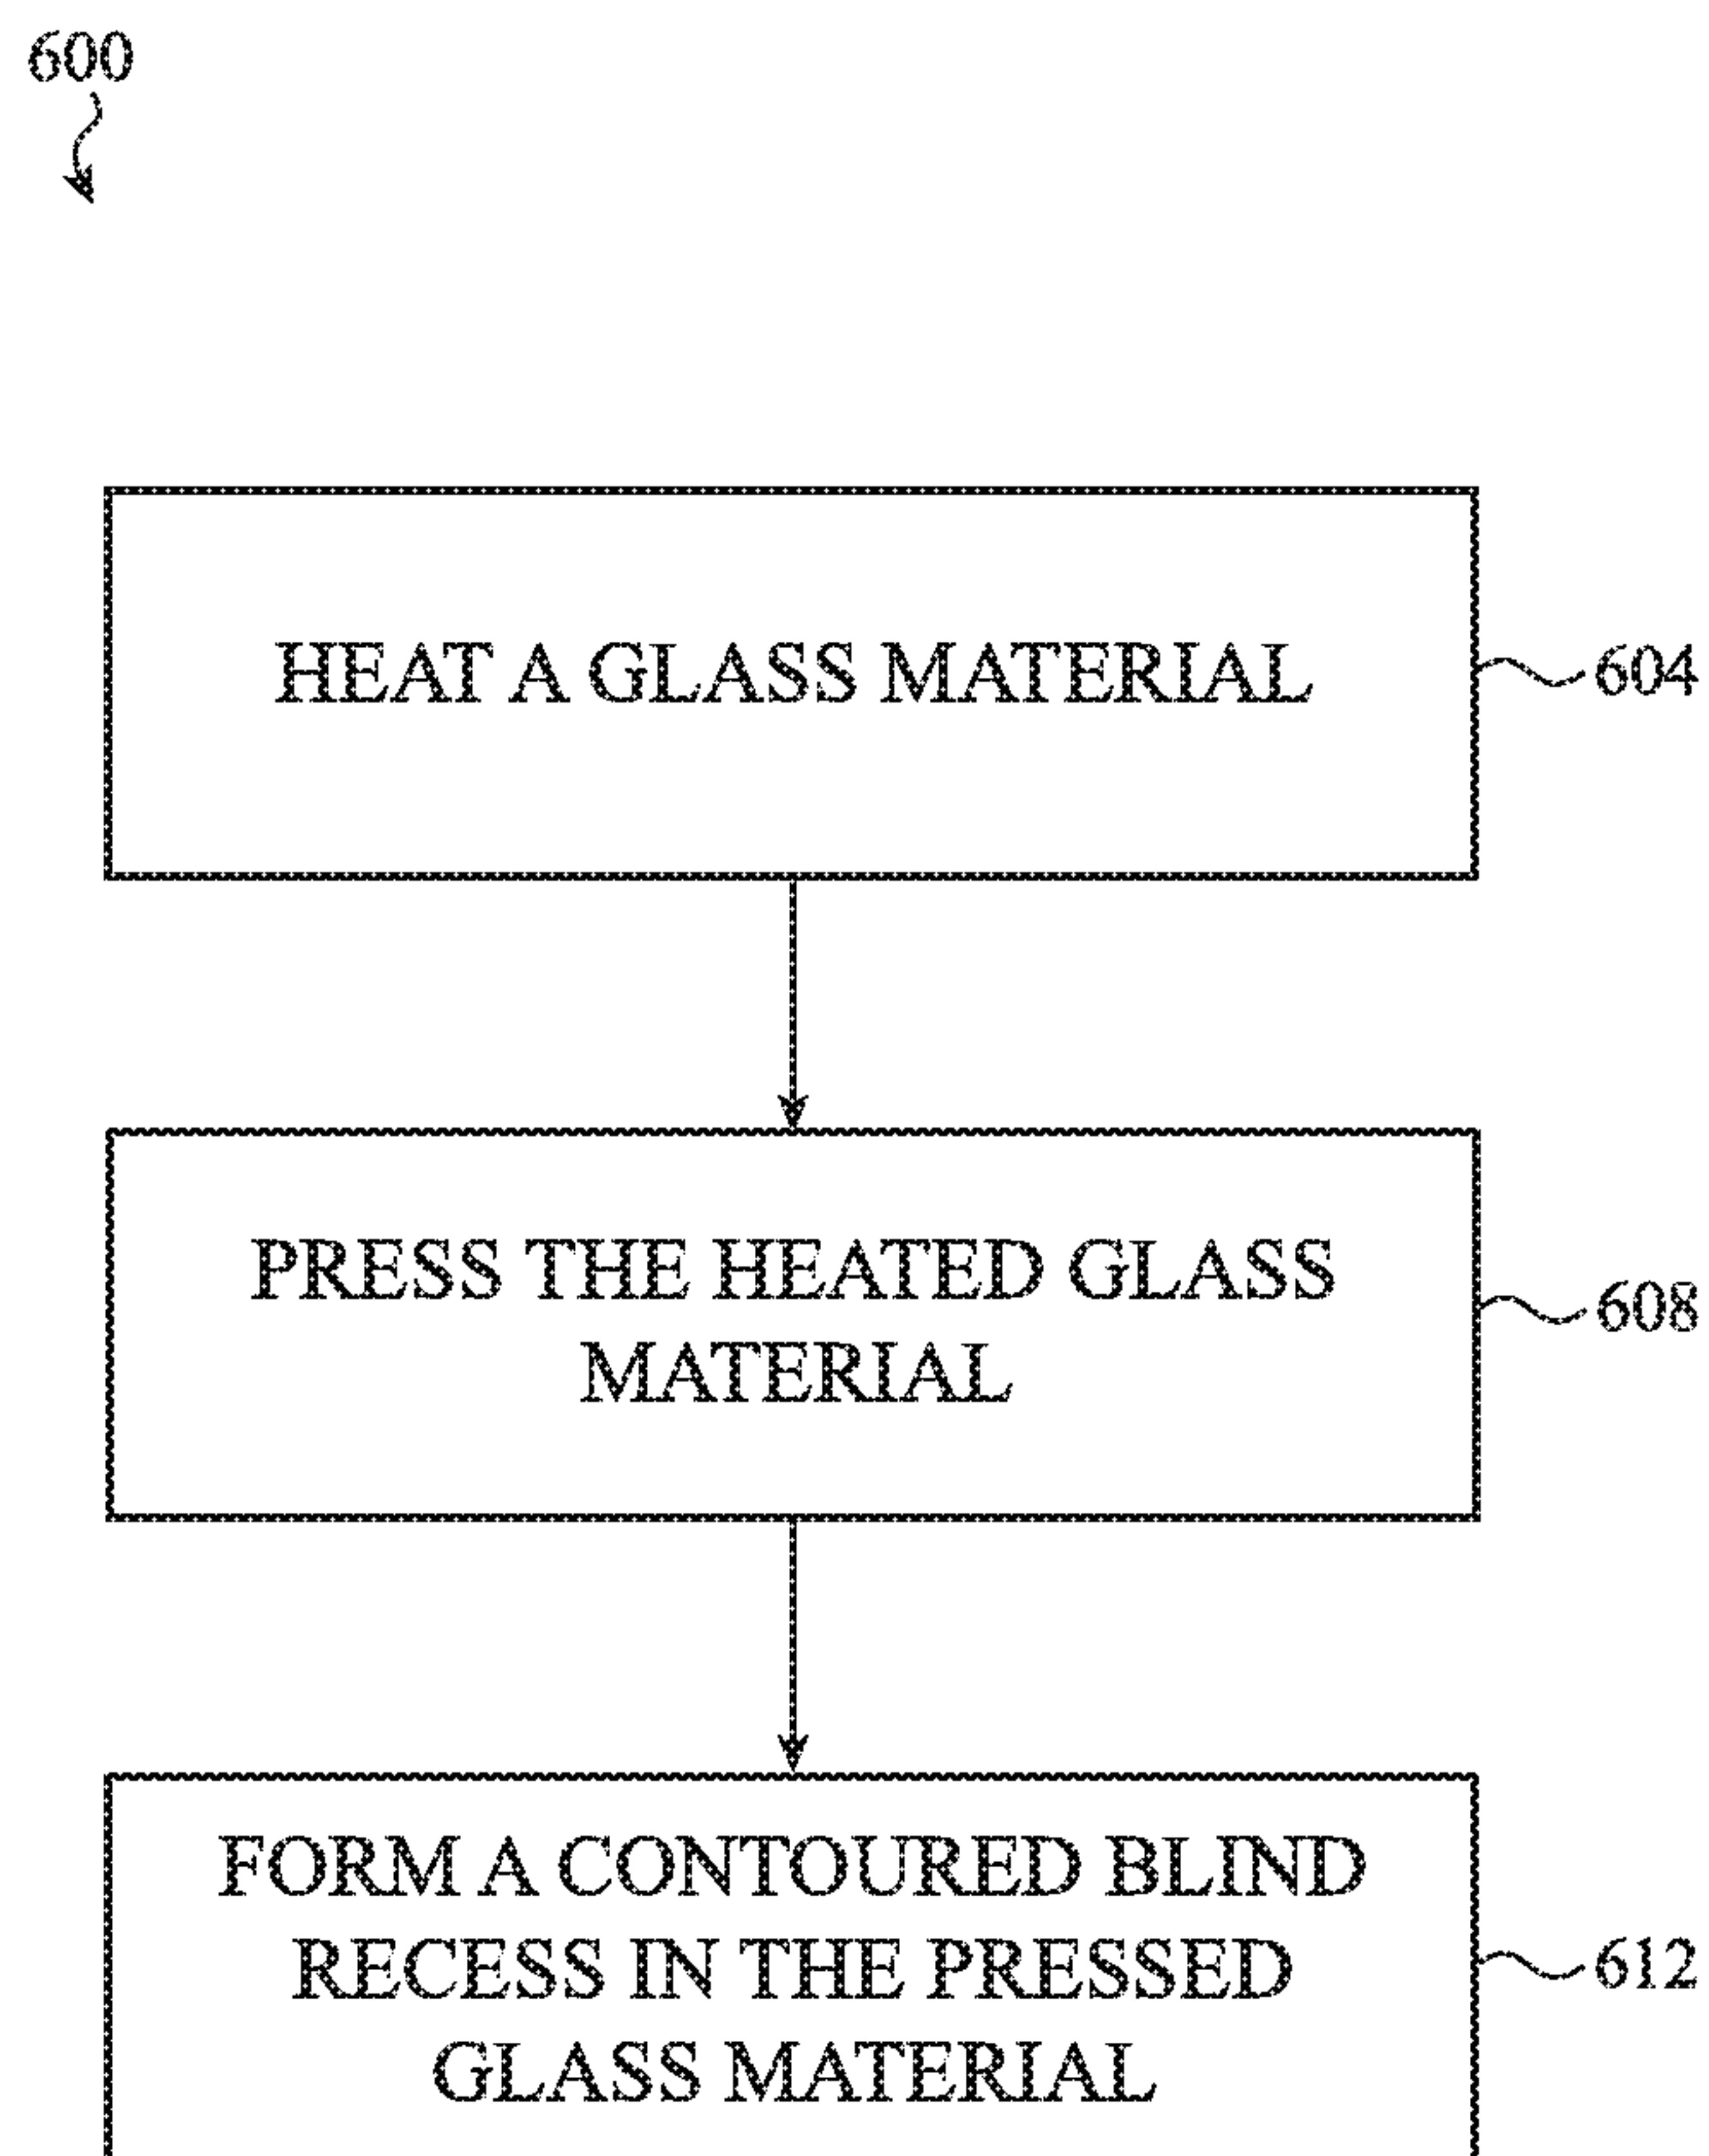 600
HEAT A GLASS MATERIAL
604
PRESS THE HEATED GLASS
MATERIAL
608
FORM A CONTOURED BLIND
RECESS IN THE PRESSED
GLASS MATERIAL
612